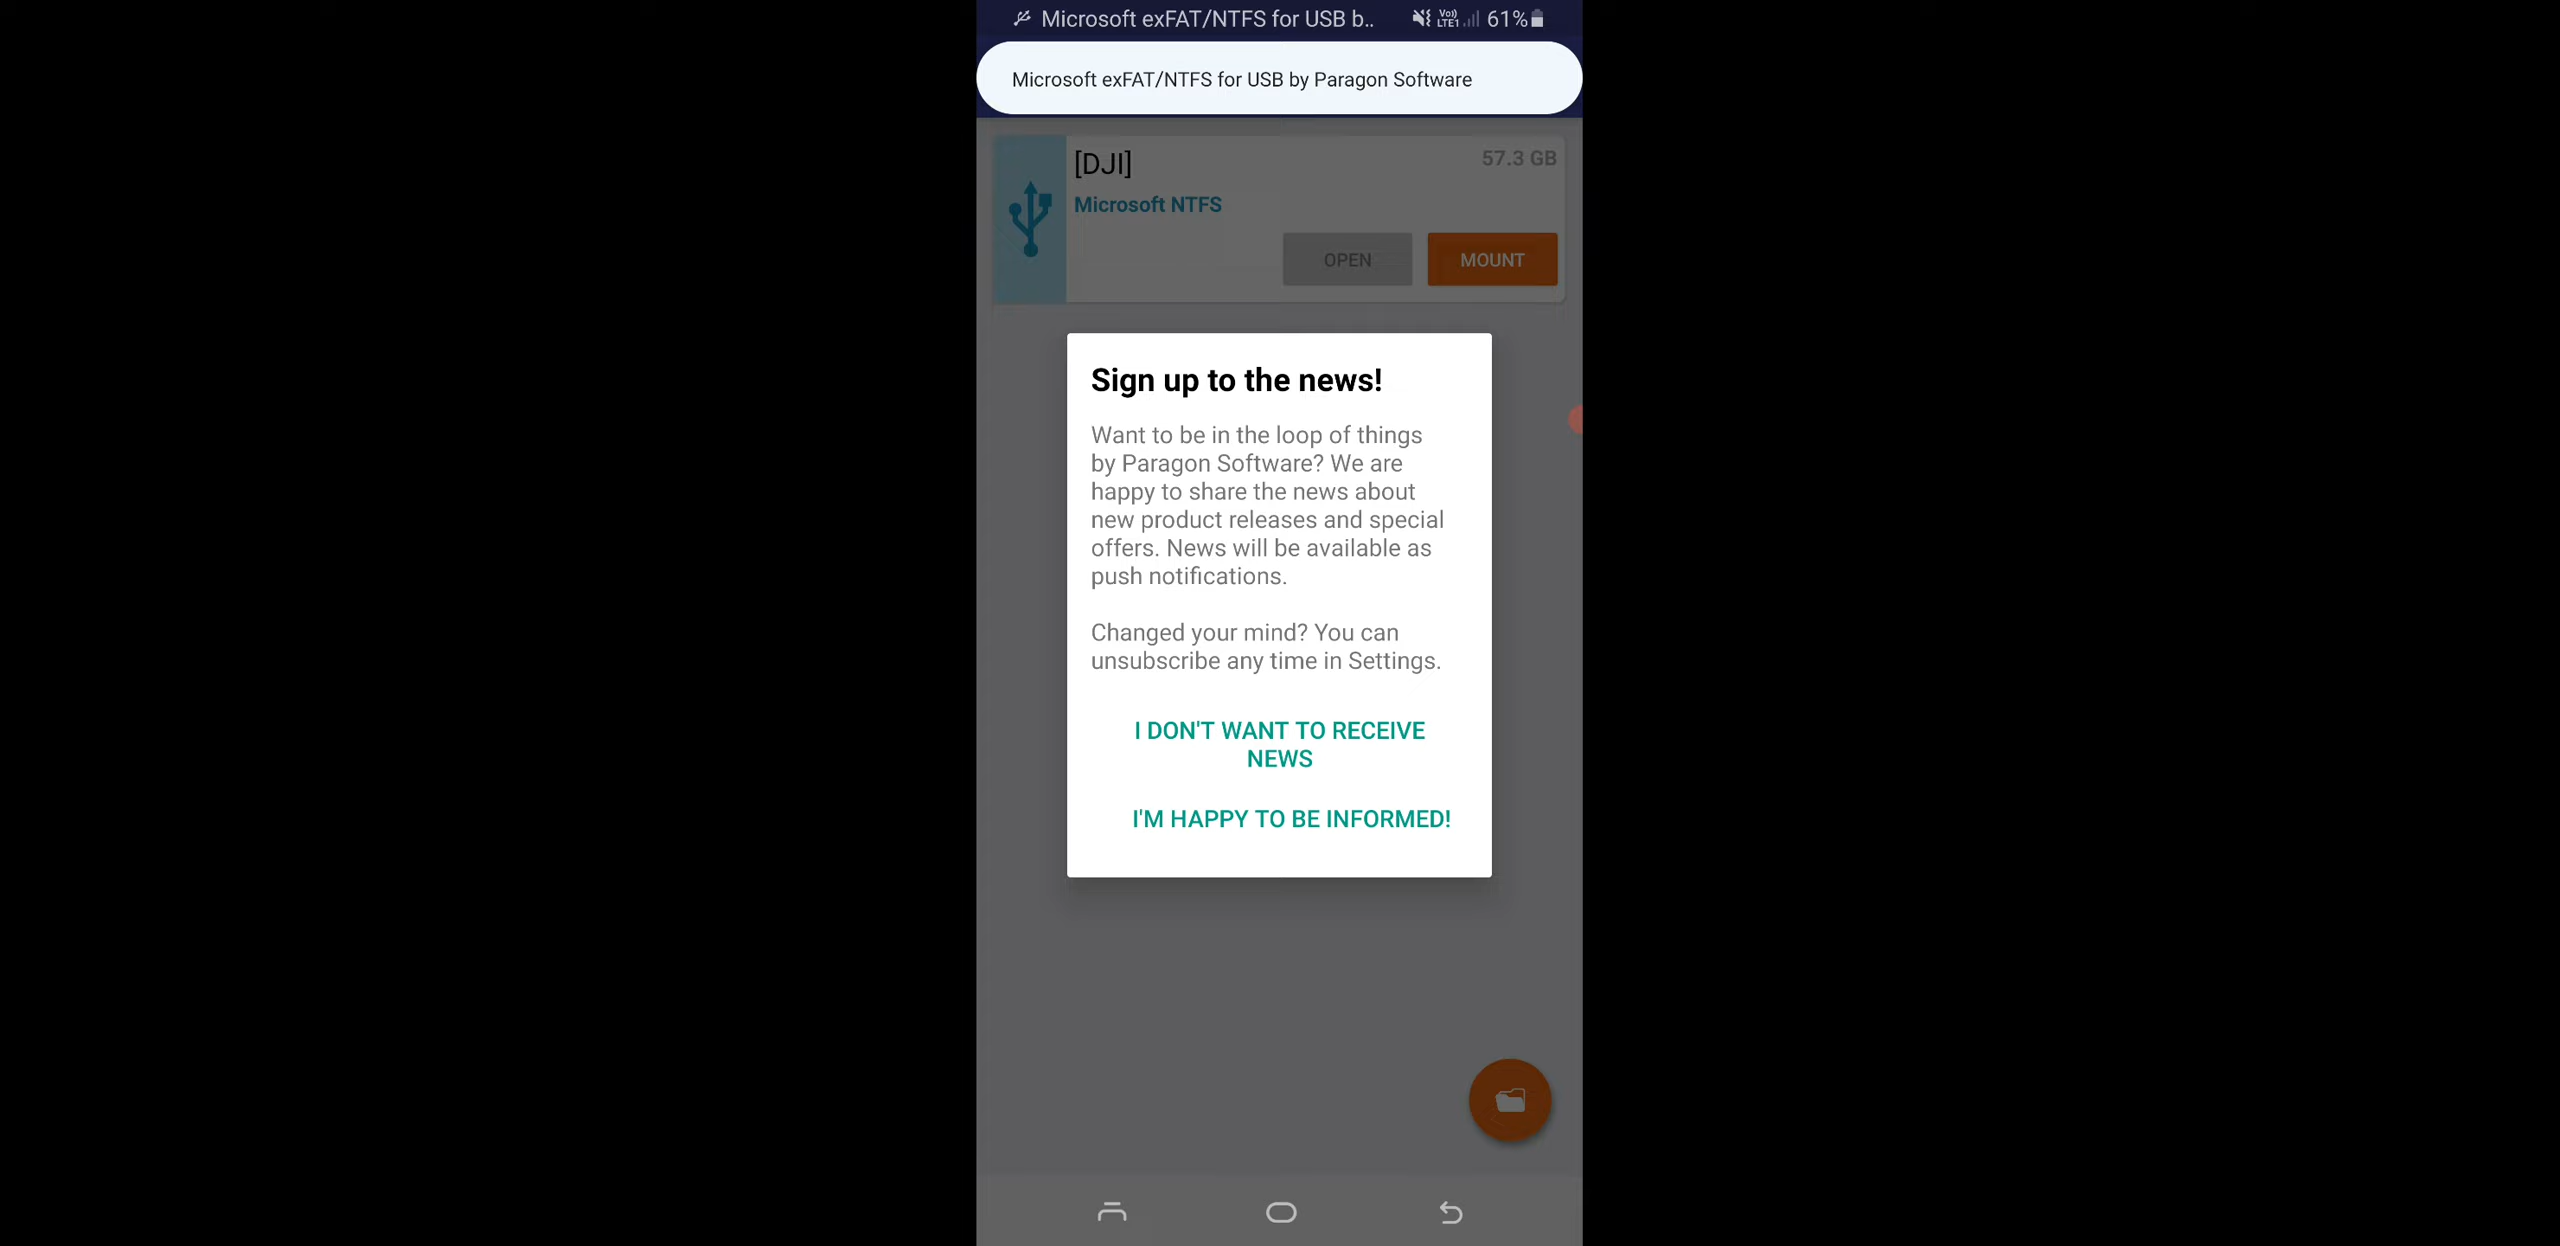 Microsoft exFAT/NTFS for USB b..
Vo))
LTE1
61%
Microsoft exFAT/NTFS for USB by Paragon Software
[DJI]
57.3 GB
Microsoft NTFS
OPEN
MOUNT
Sign up to the news!
Want to be in the loop of things
by Paragon Software? We are
happy to share the news about
new product releases and special
offers. News will be available as
push notifications.
Changed your mind? You can
unsubscribe any time in Settings.
I DON'T WANT TO RECEIVE
NEWS
I'M HAPPY TO BE INFORMED!